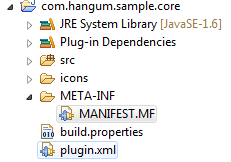 com.hangum.sample.core
JRE System Library [JavaSE-1.6]
Plug-in Dependencies
src
icons
META-INF
MANIFEST.MF
build.properties
plugin.xml